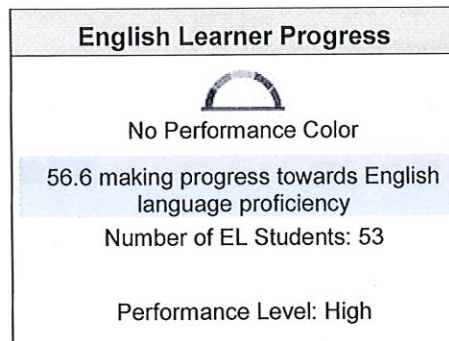 English Learner Progress
No Performance Color
56.6 making progress towards English
language proficiency
Number of EL Students: 53
Performance Level: High